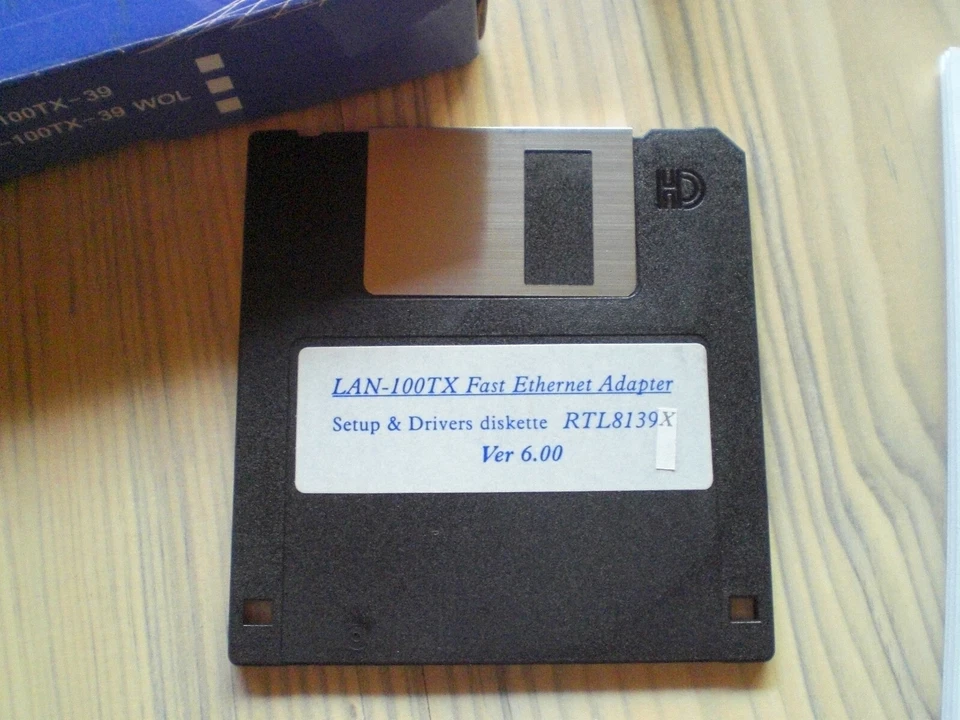 100TX-39
-100TX-39 WOL
HD
LAN-100TX Fast Ethernet Adapter
Setup & Drivers diskette RTL8139X
Ver 6.00